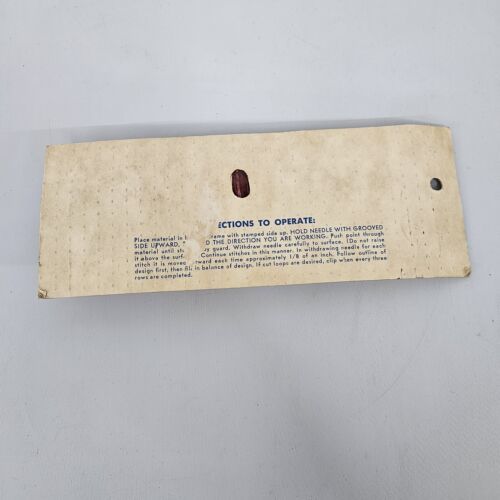 ECTIONS TO OPERATE:
Place material in h ame with stamped side up. HOLD NEEDLE WITH GROOVED
SIDE UPWARD, D THE DIRECTION YOU ARE WORKING. Push point through
material until st by guard. Withdraw needle carefully to surface. (Do not raise
it above the surf Continue stitches in this manner. In withdrawing needle for each
stitch it is moved ward each time approximately 1/8 of an inch. Follow outline of
design first, then fill in balance of design. If cut loops are desired, clip when every three
rows are completed.